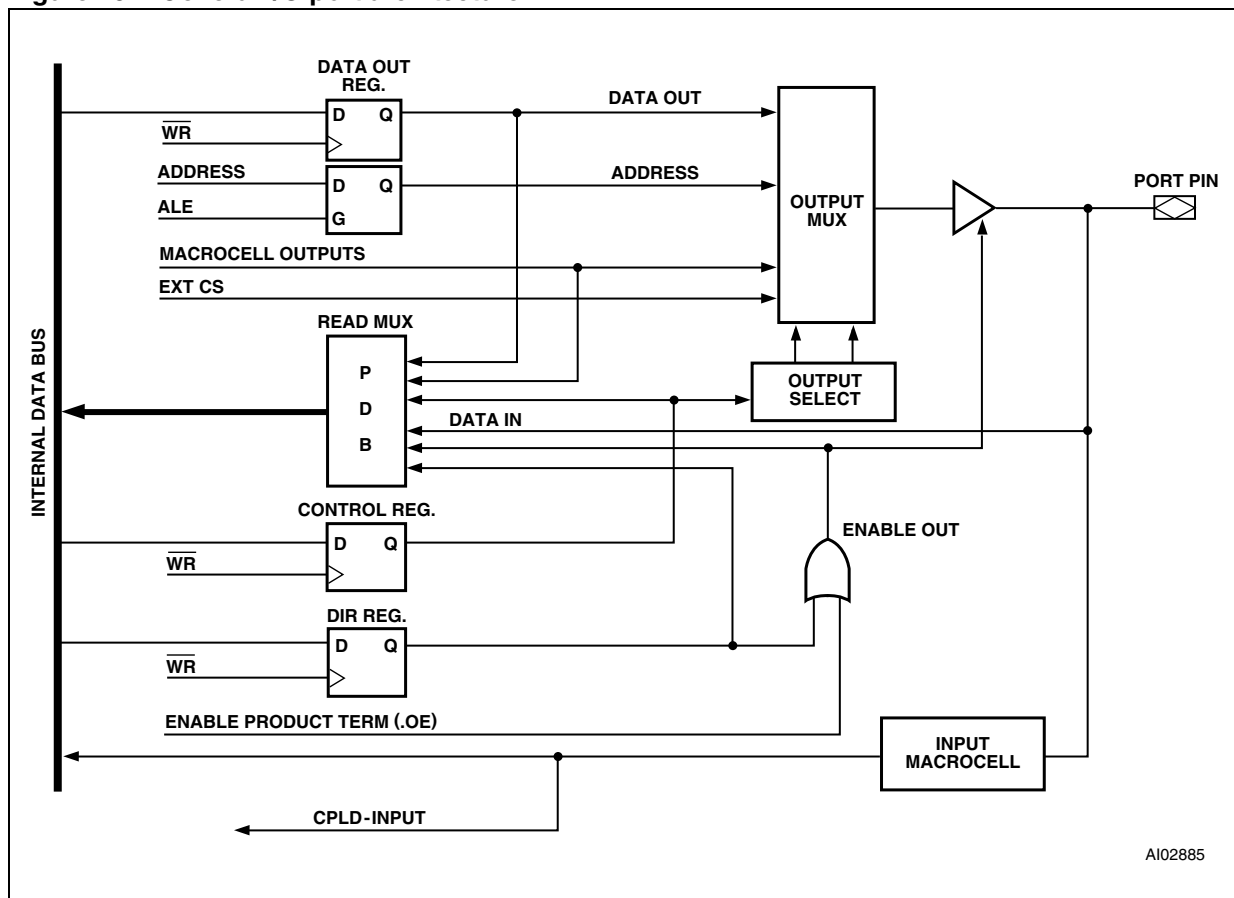 DATA OUT
REG.
D Q
WR
DATA OUT
ADDRESS
D Q
ALE
G
ADDRESS
OUTPUT
MUX
PORT PIN
MACROCELL OUTPUTS
EXT CS
READ MUX
P
D
B
OUTPUT
SELECT
DATA IN
INTERNAL DATA BUS
CONTROL REG.
D Q
WR
ENABLE OUT
DIR REG.
D Q
WR
ENABLE PRODUCT TERM (.OE)
INPUT
MACROCELL
CPLD-INPUT
AI02885